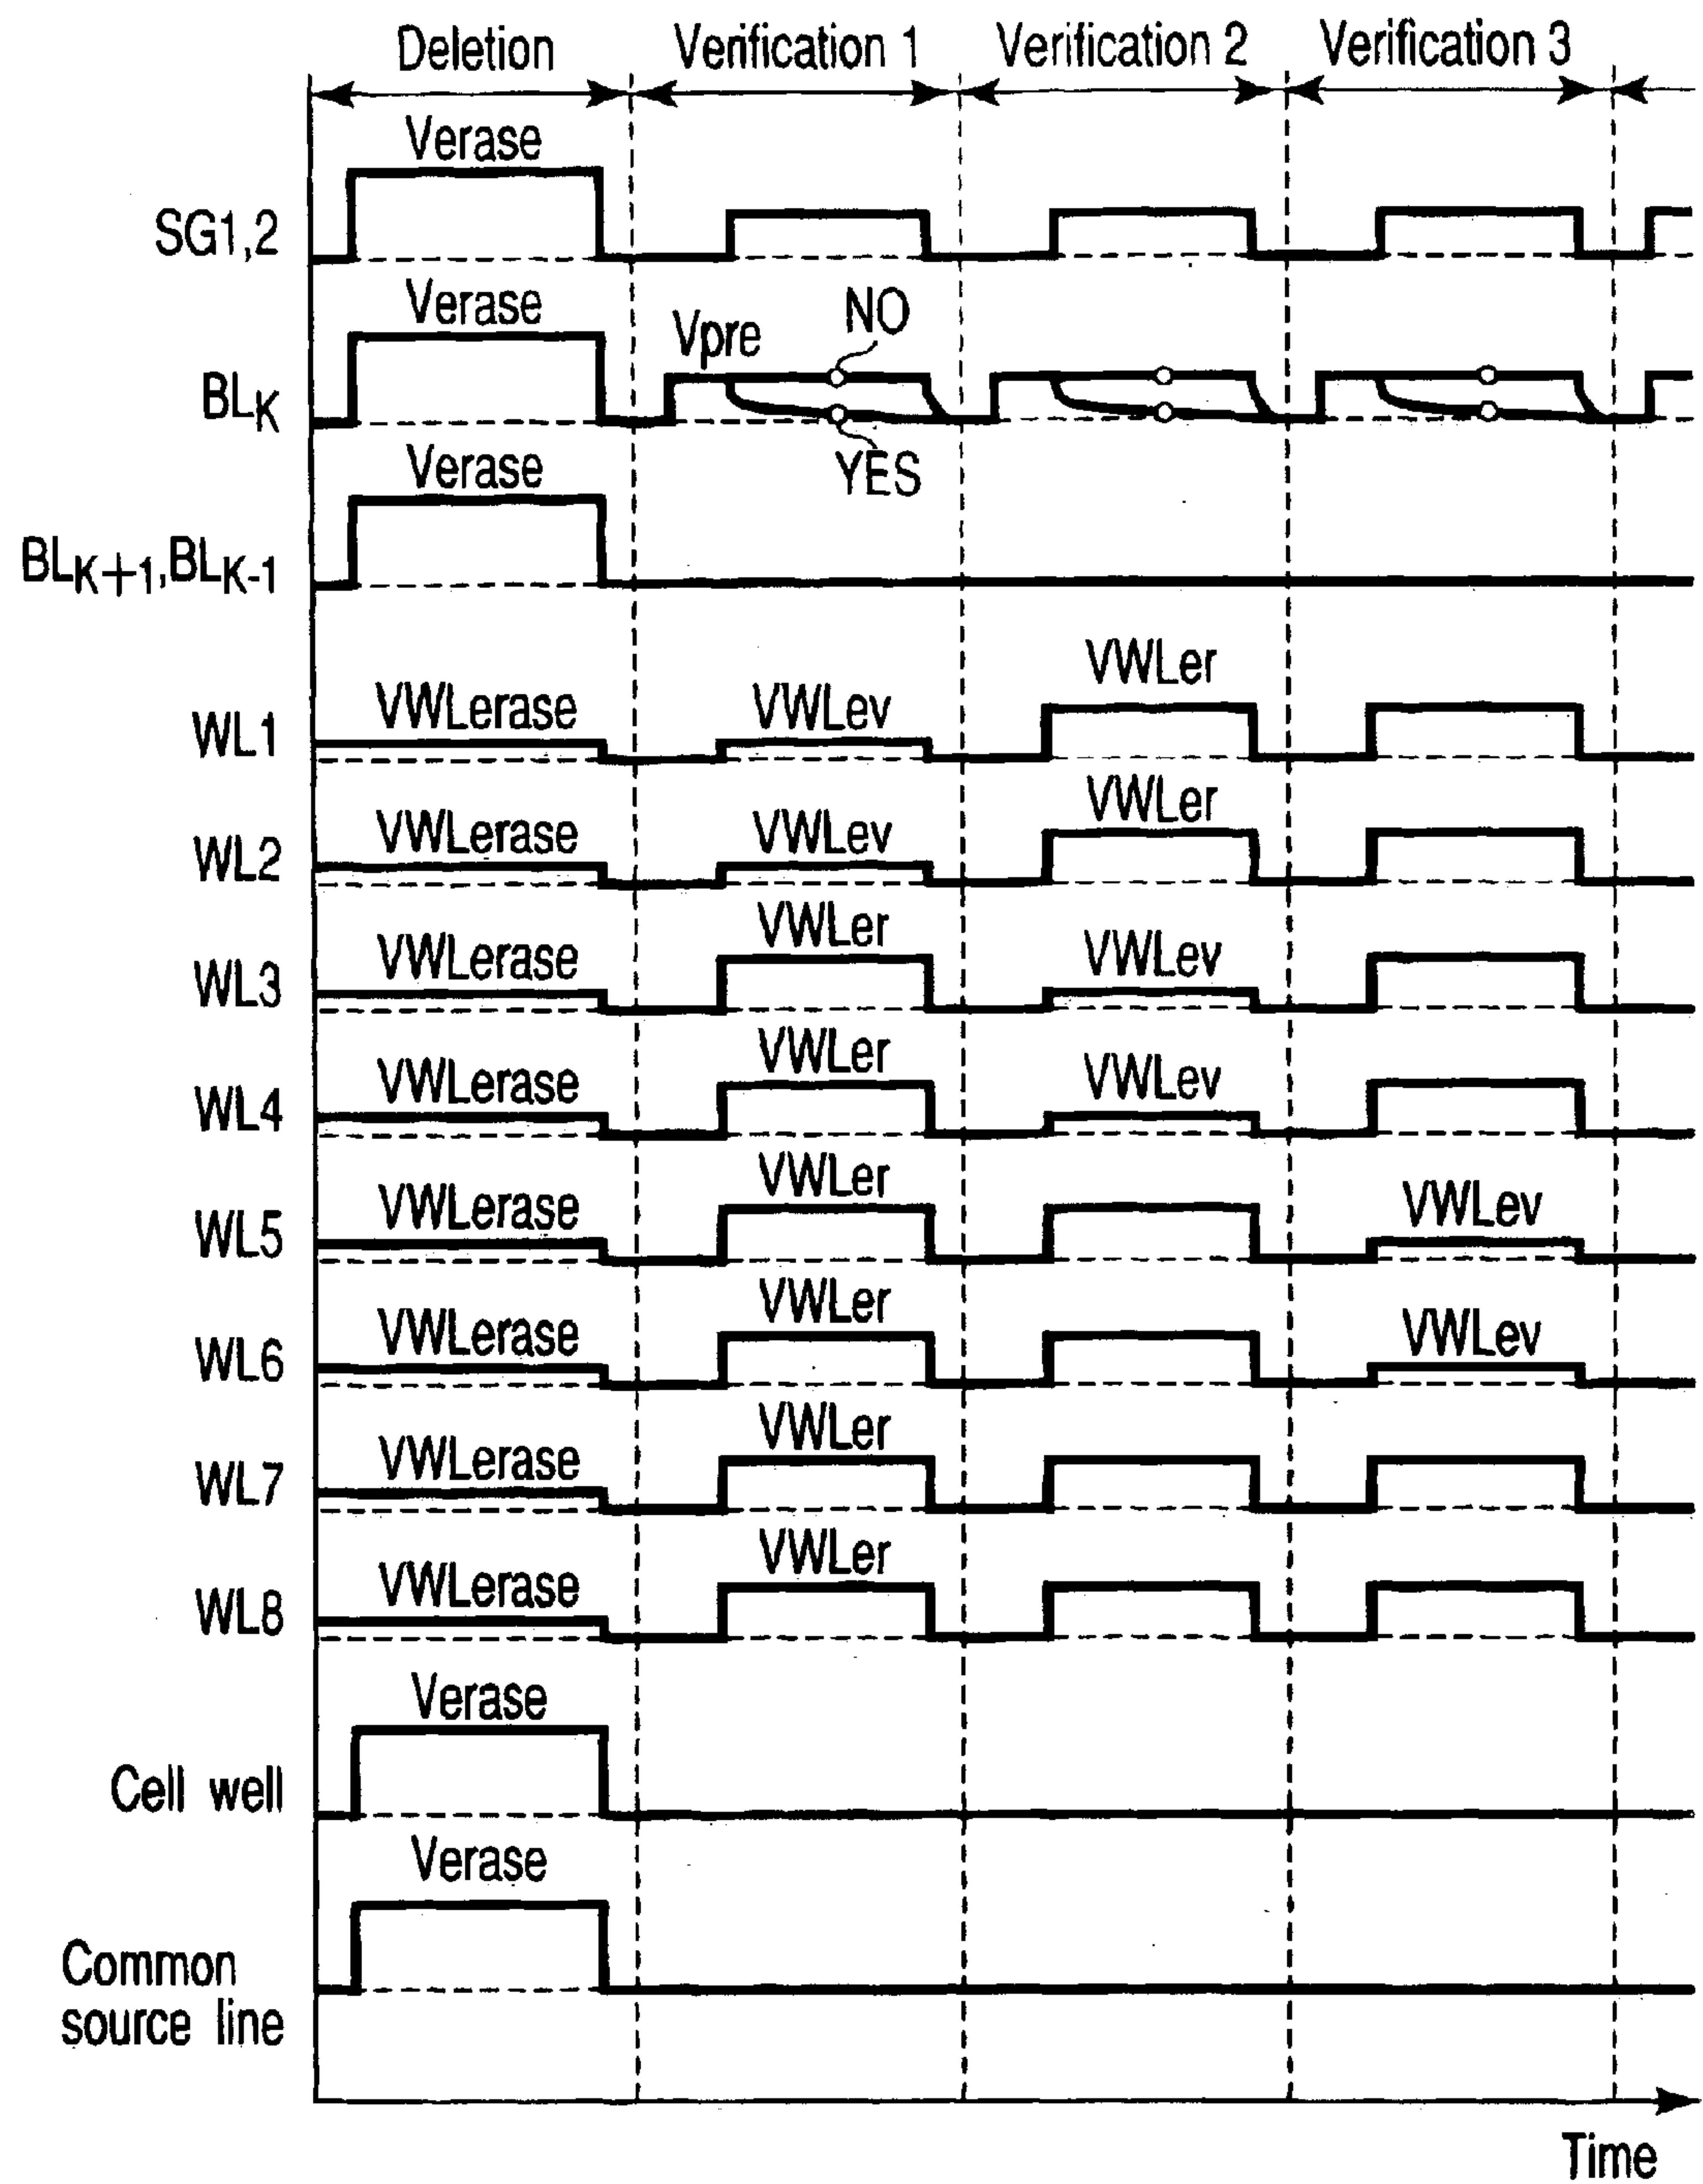 Deletion Verification 1 Verification 2 Verification 3
Verase
SG1,2
Verase
Vpre NO
BLK
YES
Verase
BLK+1,BLK-1
VWLer
WL1 VWLerase VWLev
VWLer
WL2 VWLerase VWLev
VWLer
WL3 VWLerase VWLev
VWLer
WL4 VWLerase VWLev
VWLer
WL5 VWLerase VWLev
VWLer
WL6 VWLerase VWLev
VWLer
WL7 VWLerase
VWLer
WL8 VWLerase
Verase
Cell well
Verase
Common
source line
Time